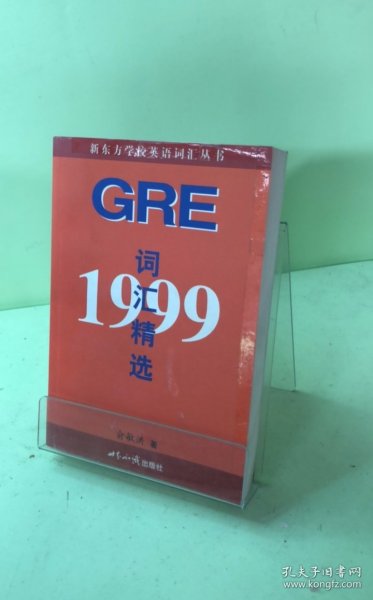 新东方学校英语词汇丛书
GRE
词汇精选
1999
俞敏洪 著
世界知识出版社
孔夫子旧书网
www.kongfz.com